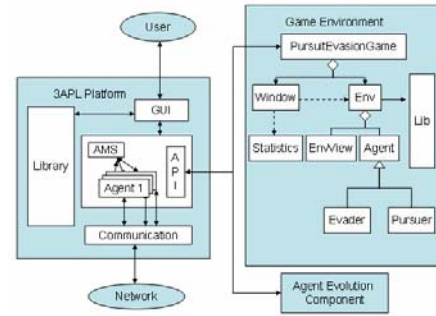 User
3APL Platform
GUI
Library
AMS
Agent 1
A
P
I
Communication
Network
Game Environment
PursuitEvasionGame
Window
Env
Lib
Statistics
EnvView
Agent
Evader
Pursuer
Agent Evolution
Component